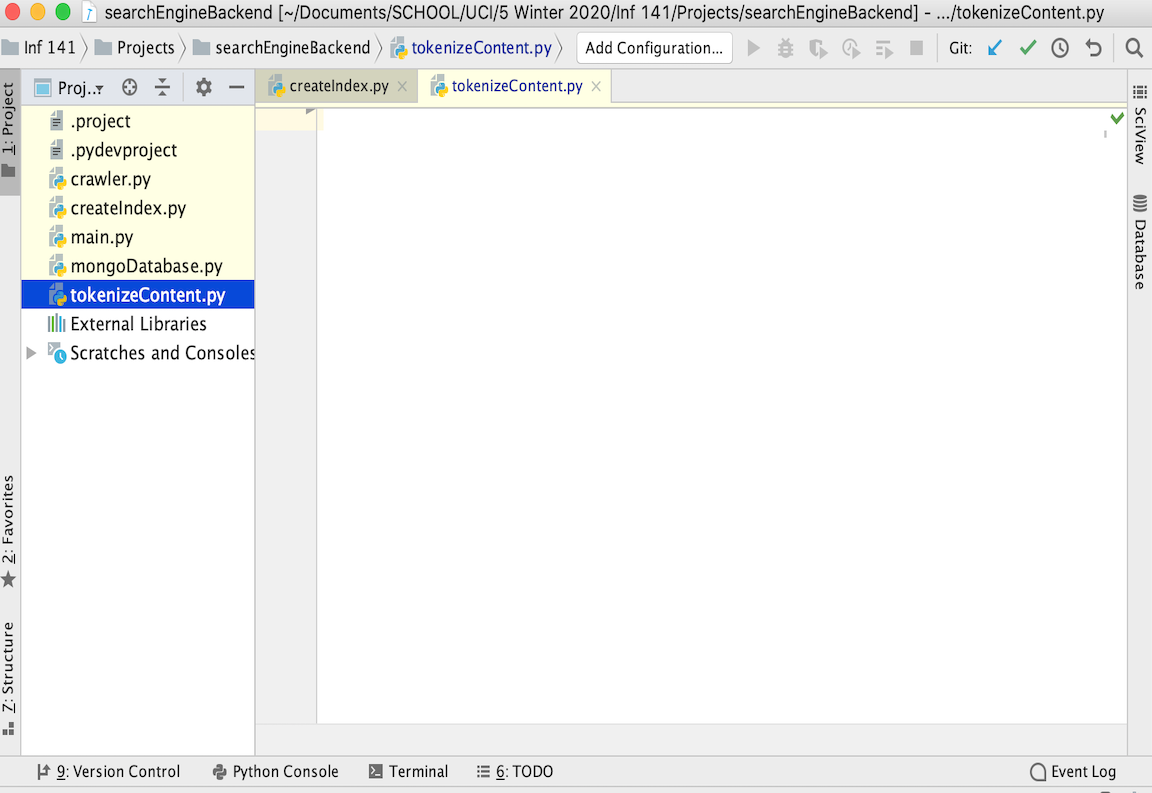 searchEngineBackend [~/Documents/SCHOOL/UCI/5 Winter 2020/Inf 141/Projects/searchEngineBackend] - .../tokenizeContent.py
Inf 141 Projects searchEngineBackend tokenizeContent.py Add Configuration... Git:
Proj... createIndex.py tokenizeContent.py
.project
.pydevproject
crawler.py
createIndex.py
main.py
mongoDatabase.py
tokenizeContent.py
External Libraries
Scratches and Consoles
1: Project
2: Favorites
7: Structure
SciView
Database
9: Version Control Python Console Terminal 6: TODO Event Log